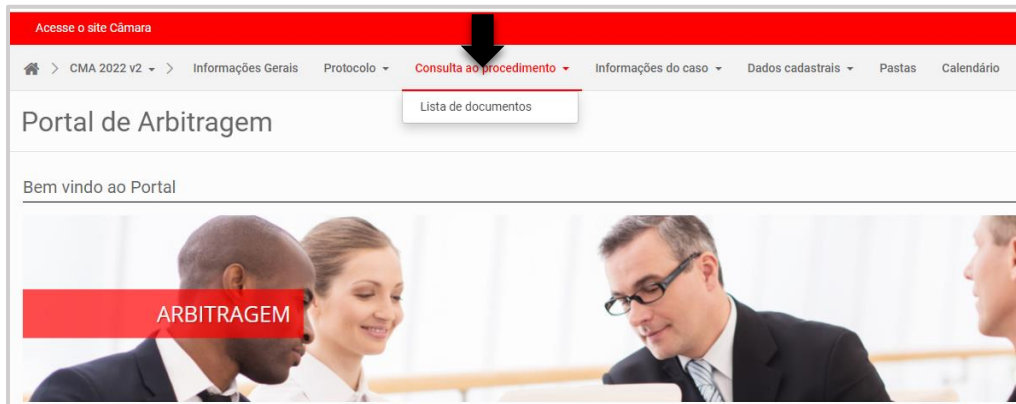 Acesse o site Câmara
CMA 2022 v2 Informações Gerais Protocolo Consulta ao procedimento Informações do caso Dados cadastrais Pastas Calendário
Lista de documentos
Portal de Arbitragem
Bem vindo ao Portal
ARBITRAGEM